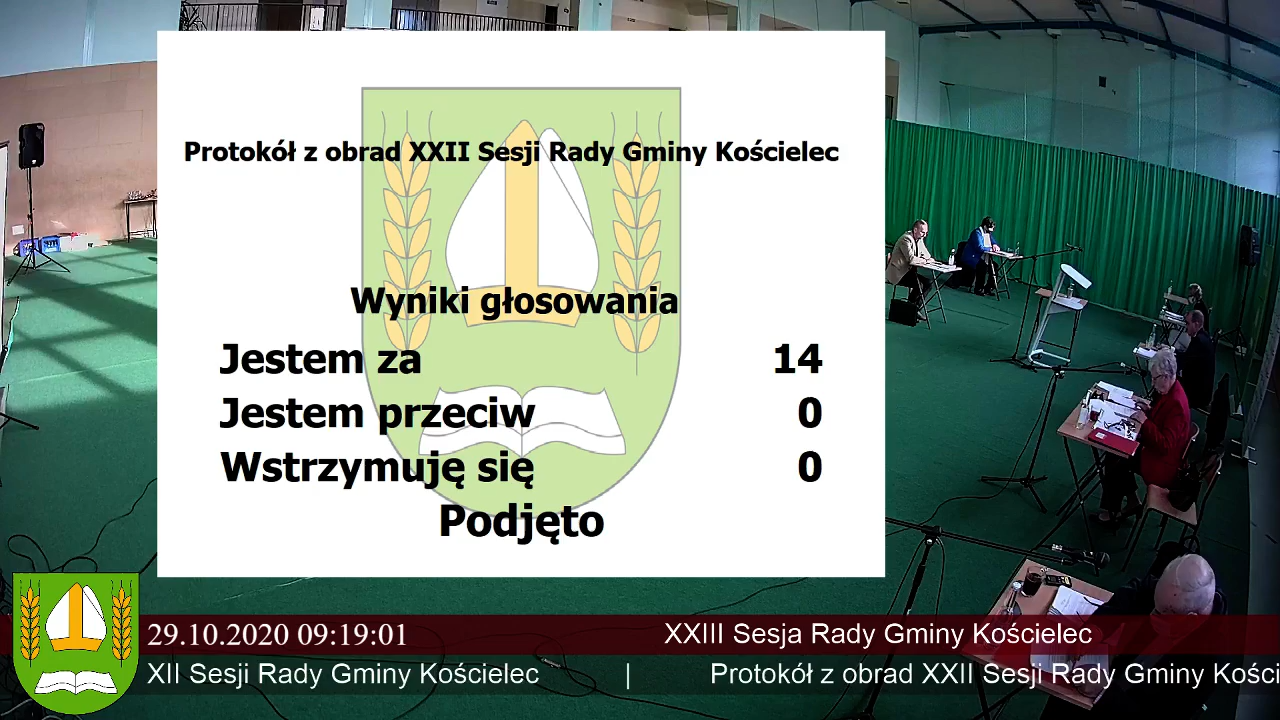 Protokół z obrad XXII Sesji Rady Gminy Kościelec
Wyniki głosowania
Jestem za 14
Jestem przeciw 0
Wstrzymuję się 0
Podjęto
29.10.2020 09:19:01 XXIII Sesja Rady Gminy Kościelec
XII Sesji Rady Gminy Kościelec | Protokół z obrad XXII Sesji Rady Gminy Kości